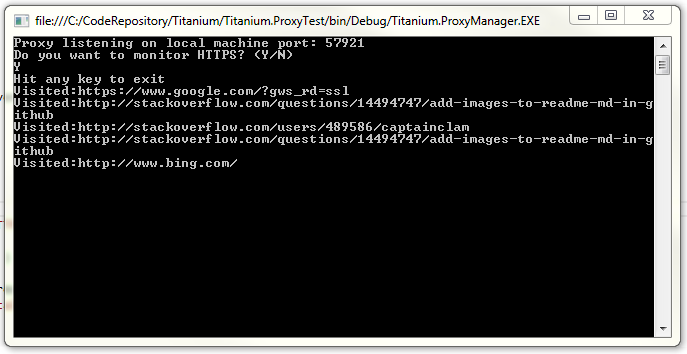 file:///C:/CodeRepository/Titanium/Titanium.ProxyTest/bin/Debug/Titanium.ProxyManager.EXE
Proxy listening on local machine port: 57921
Do you want to monitor HTTPS? (Y/N)
Y
Hit any key to exit
Visited:https://www.google.com/?gws_rd=ssl
Visited:http://stackoverflow.com/questions/14494747/add-images-to-readme-md-in-g
ithub
Visited:http://stackoverflow.com/users/489586/captainclam
Visited:http://stackoverflow.com/questions/14494747/add-images-to-readme-md-in-g
ithub
Visited:http://www.bing.com/